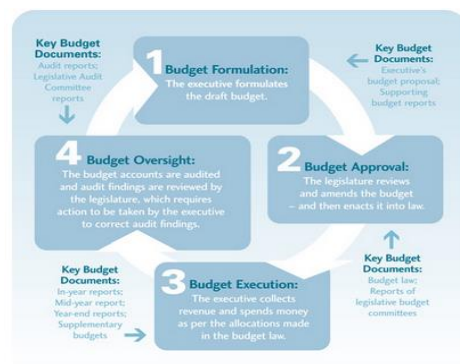 1
Budget Formulation:
The executive formulates
the draft budget.
Key Budget
Documents:
Executive's
budget proposal;
Supporting
budget reports
2
Budget Approval:
The legislature reviews
and amends the budget
– and then enacts it into law.
Key Budget
Documents:
Budget law;
Reports of
legislative budget
committees
3
Budget Execution:
The executive collects
revenue and spends money
as per the allocations made
in the budget law.
Key Budget
Documents:
In-year reports;
Mid-year report;
Year-end reports;
Supplementary
budgets
4
Budget Oversight:
The budget accounts are audited
and audit findings are reviewed by
the legislature, which requires
action to be taken by the executive
to correct audit findings.
Key Budget
Documents:
Audit reports;
Legislative Audit
Committee
reports